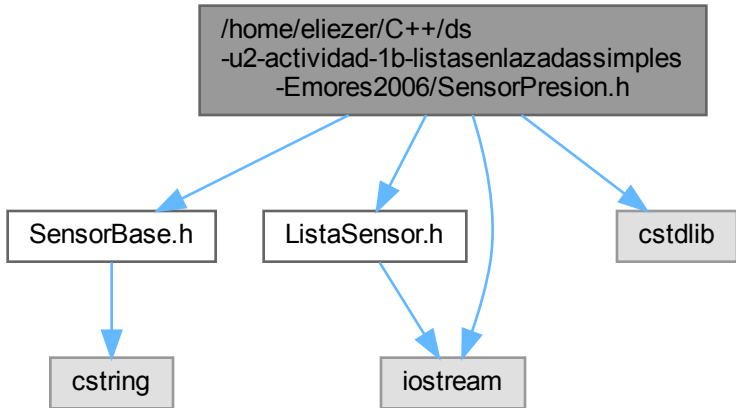 /home/eliezer/C++/ds
-u2-actividad-1b-listasenlazadassimples
-Emores2006/SensorPresion.h
SensorBase.h
ListaSensor.h
cstdlib
cstring
iostream